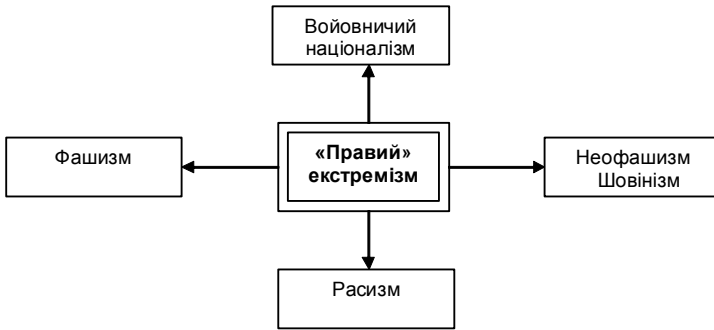 Войовничий
націоналізм
Фашизм
«Правий»
екстремізм
Неофашизм
Шовінізм
Расизм